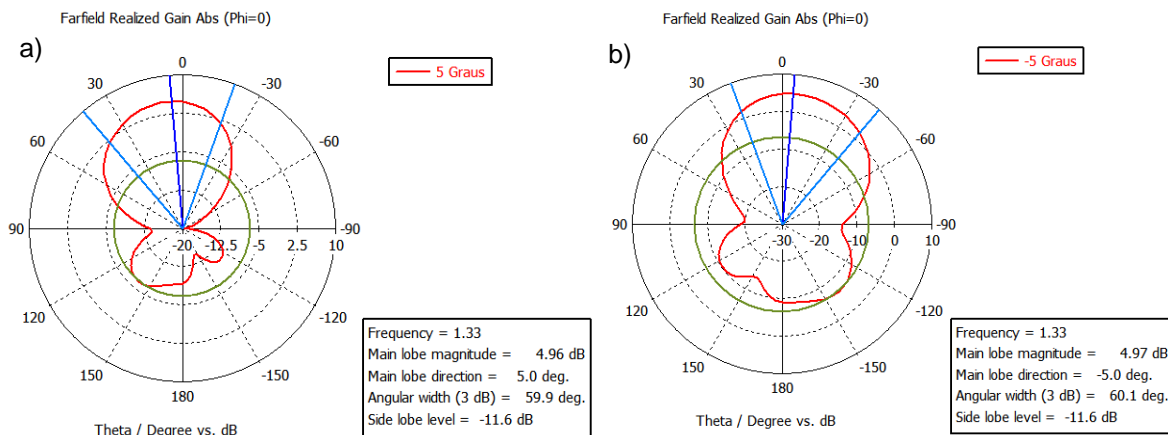 Farfield Realized Gain Abs (Phi=0)
a)
5 Graus
0
30
-30
60
-60
90
-90
-20
-12.5
-5
2.5
10
120
-120
150
-150
180
Theta / Degree vs. dB
Frequency = 1.33
Main lobe magnitude = 4.96 dB
Main lobe direction = 5.0 deg.
Angular width (3 dB) = 59.9 deg.
Side lobe level = -11.6 dB
Farfield Realized Gain Abs (Phi=0)
b)
-5 Graus
0
30
-30
60
-60
90
-90
-30
-20
-10
0
10
120
-120
150
-150
180
Theta / Degree vs. dB
Frequency = 1.33
Main lobe magnitude = 4.97 dB
Main lobe direction = -5.0 deg.
Angular width (3 dB) = 60.1 deg.
Side lobe level = -11.6 dB